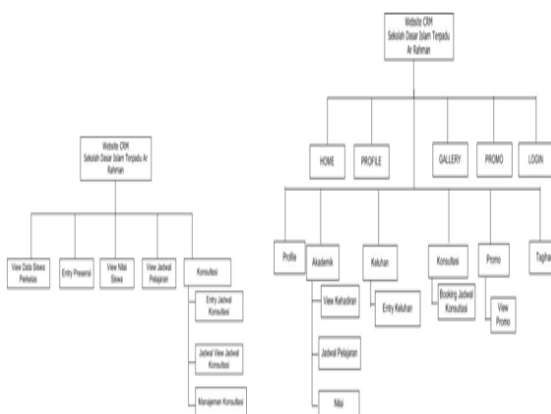 Website CRM
Sekolah Dasar Islam Terpadu Ar
Rahman
View Data Siswa
Perkelas
Entry Presensi
View Nilai
Siswa
View Jadwal
Pelajaran
Konsultasi
Entry Jadwal
Konsultasi
Jadwal View Jadwal
Konsultasi
Manajemen Konsultasi
Website CRM
Sekolah Dasar Islam Terpadu
Ar Rahman
HOME
PROFILE
GALLERY
PROMO
LOGIN
Profile
Akademik
Keluhan
Konsultasi
Promo
Tagihan
View Kehadiran
Jadwal Pelajaran
Nilai
Entry Keluhan
Booking Jadwal
Konsultasi
View
Promo